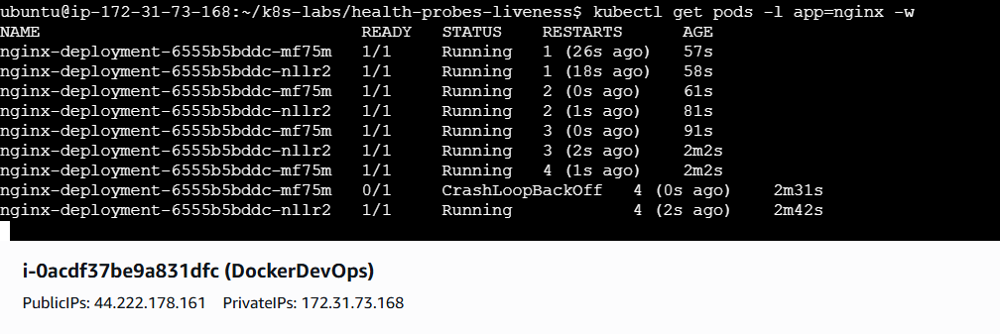 ubuntu@ip-172-31-73-168:~/k8s-labs/health-probes-liveness$ kubectl get pods -l app=nginx -w
NAME READY STATUS RESTARTS AGE
nginx-deployment-6555b5bddc-mf75m 1/1 Running 1 (26s ago) 57s
nginx-deployment-6555b5bddc-nllr2 1/1 Running 1 (18s ago) 58s
nginx-deployment-6555b5bddc-mf75m 1/1 Running 2 (0s ago) 61s
nginx-deployment-6555b5bddc-nllr2 1/1 Running 2 (1s ago) 81s
nginx-deployment-6555b5bddc-mf75m 1/1 Running 3 (0s ago) 91s
nginx-deployment-6555b5bddc-nllr2 1/1 Running 3 (2s ago) 2m2s
nginx-deployment-6555b5bddc-mf75m 1/1 Running 4 (1s ago) 2m2s
nginx-deployment-6555b5bddc-mf75m 0/1 CrashLoopBackOff 4 (0s ago) 2m31s
nginx-deployment-6555b5bddc-nllr2 1/1 Running 4 (2s ago) 2m42s
i-0acdf37be9a831dfc (DockerDevOps)
PublicIPs: 44.222.178.161 PrivateIPs: 172.31.73.168